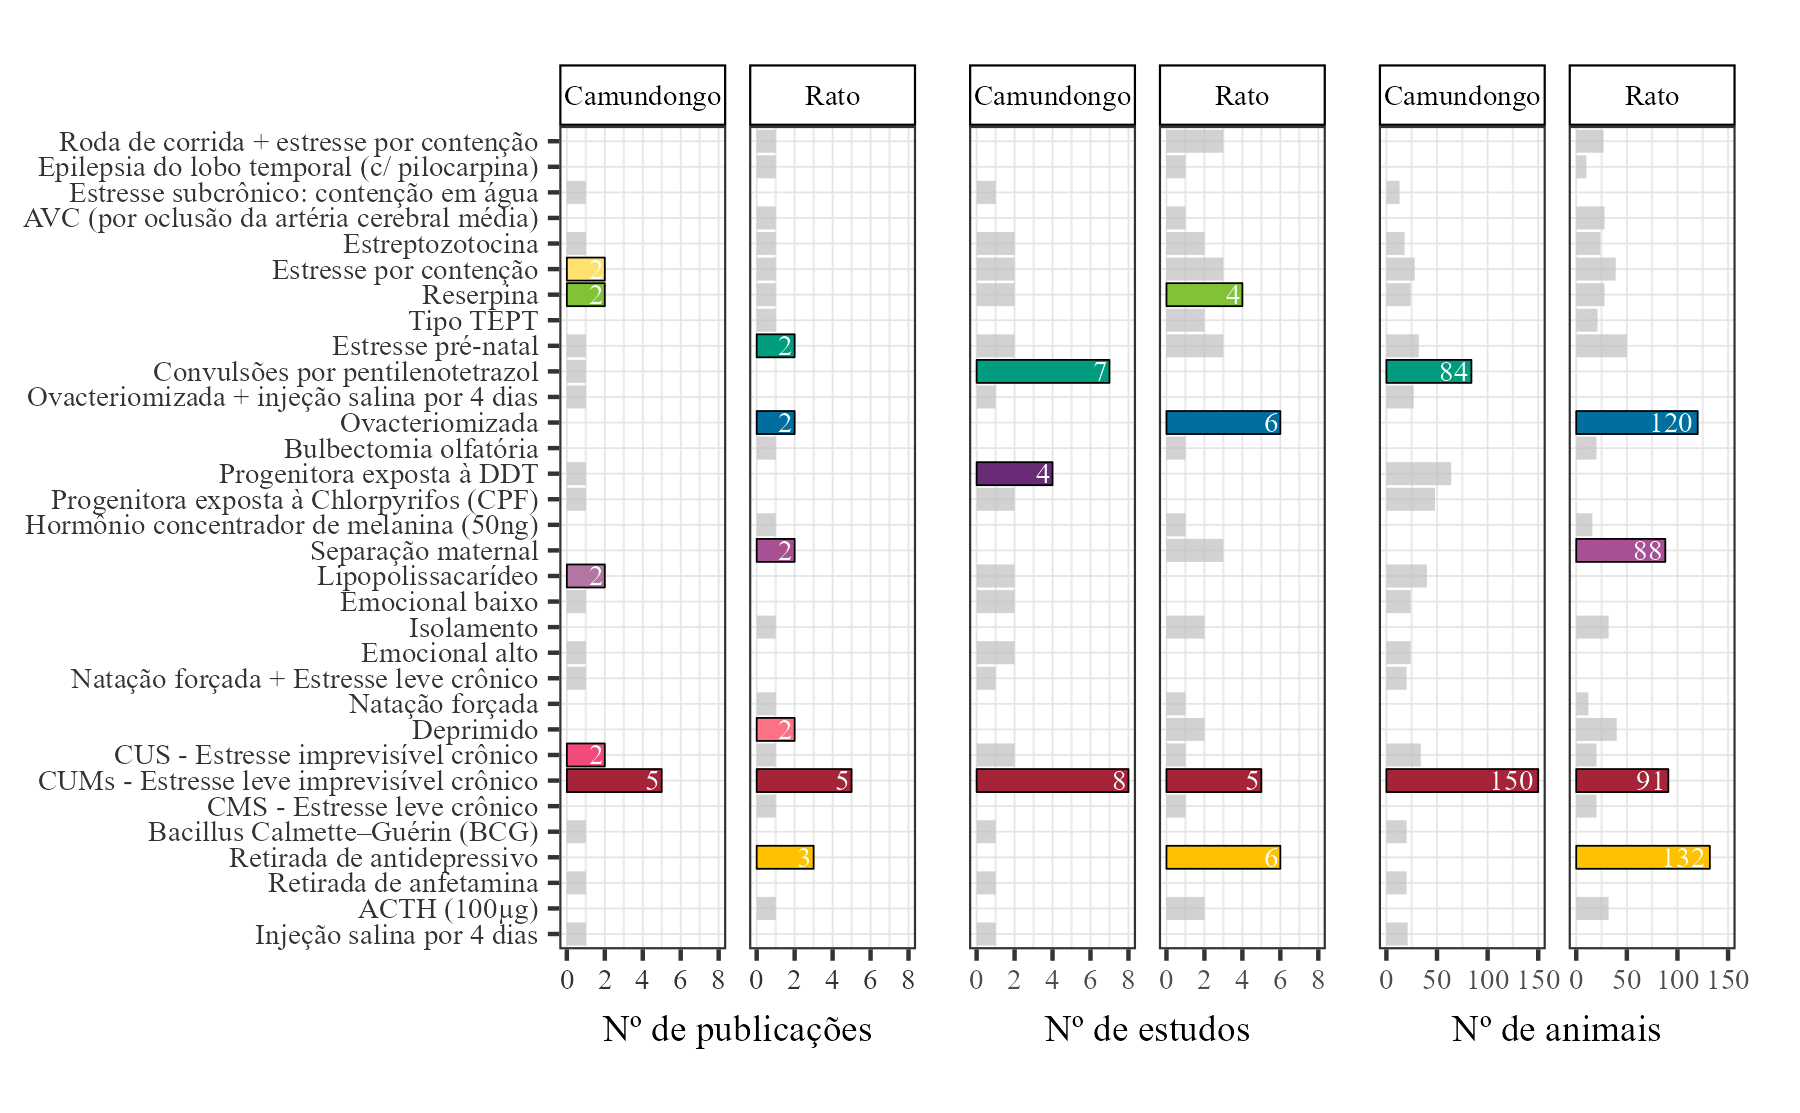 Camundongo Rato Camundongo Rato Camundongo Rato
Roda de corrida + estresse por contenção
Epilepsia do lobo temporal (c/ pilocarpina)
Estresse subcrônico: contenção em água
AVC (por oclusão da artéria cerebral média)
Estreptozotocina
Estresse por contenção 2
Reserpina 2 4
Tipo TEPT
Estresse pré-natal 2
Convulsões por pentilenotetrazol 7 84
Ovacteriomizada + injeção salina por 4 dias
Ovacteriomizada 2 6 120
Bulbectomia olfatória
Progenitora exposta à DDT 4
Progenitora exposta à Chlorpyrifos (CPF)
Hormônio concentrador de melanina (50ng)
Separação maternal 2 88
Lipopolissacarídeo 2
Emocional baixo
Isolamento
Emocional alto
Natação forçada + Estresse leve crônico
Natação forçada
Deprimido 2
CUS - Estresse imprevisível crônico 2
CUMs - Estresse leve imprevisível crônico 5 5 8 5 150 91
CMS - Estresse leve crônico
Bacillus Calmette–Guérin (BCG)
Retirada de antidepressivo 3 6 132
Retirada de anfetamina
ACTH (100µg)
Injeção salina por 4 dias
0 2 4 6 8 0 2 4 6 8 0 2 4 6 8 0 2 4 6 8 0 50 100 150 0 50 100 150
Nº de publicações Nº de estudos Nº de animais